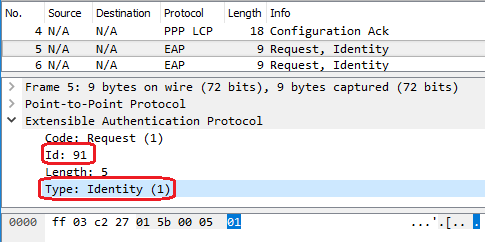 No. Source Destination Protocol Length Info
4 N/A N/A PPP LCP 18 Configuration Ack
5 N/A N/A EAP 9 Request, Identity
6 N/A N/A EAP 9 Request, Identity
Frame 5: 9 bytes on wire (72 bits), 9 bytes captured (72 bits)
Point-to-Point Protocol
Extensible Authentication Protocol
Code: Request (1)
Id: 91
Length: 5
Type: Identity (1)
0000 ff 03 c2 27 01 5b 00 05 01 ...'.[.. .